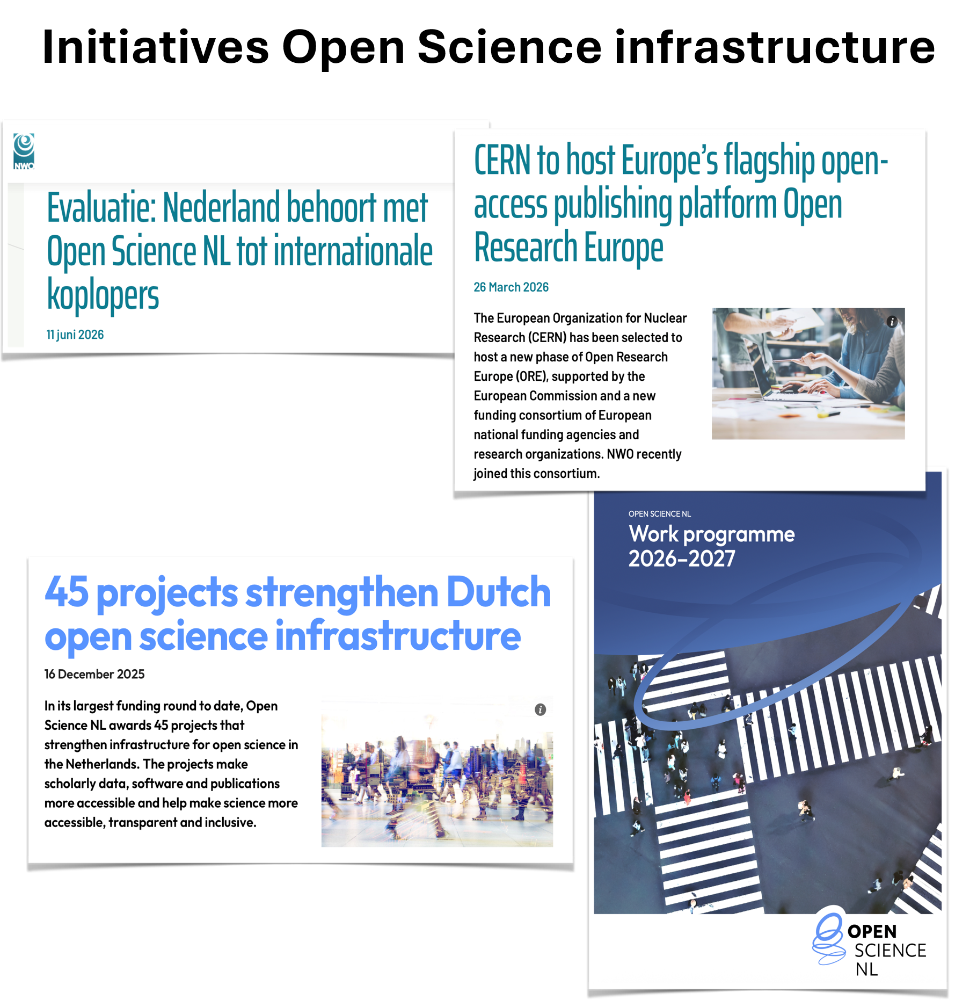 Initiatives Open Science infrastructure
NWO
Evaluatie: Nederland behoort met
Open Science NL tot internationale
koplopers
11 juni 2026
CERN to host Europe’s flagship open-
access publishing platform Open
Research Europe
26 March 2026
The European Organization for Nuclear
Research (CERN) has been selected to
host a new phase of Open Research
Europe (ORE), supported by the
European Commission and a new
funding consortium of European
national funding agencies and
research organizations. NWO recently
joined this consortium.
i
45 projects strengthen Dutch
open science infrastructure
16 December 2025
In its largest funding round to date, Open
Science NL awards 45 projects that
strengthen infrastructure for open science in
the Netherlands. The projects make
scholarly data, software and publications
more accessible and help make science more
accessible, transparent and inclusive.
i
OPEN SCIENCE NL
Work programme
2026–2027
OPEN
SCIENCE
NL